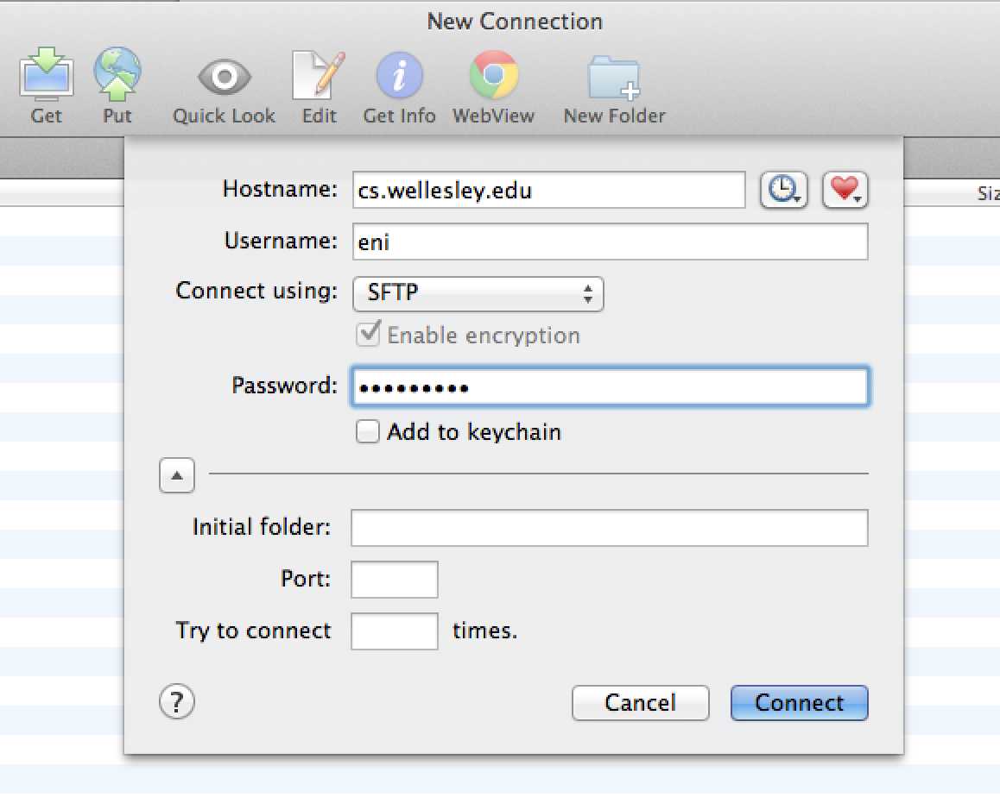 New Connection
Get Put Quick Look Edit Get Info WebView New Folder
Siz
Hostname: cs.wellesley.edu
Username: eni
Connect using: SFTP
Enable encryption
Password: •••••••••
Add to keychain
Initial folder:
Port:
Try to connect times.
? Cancel Connect